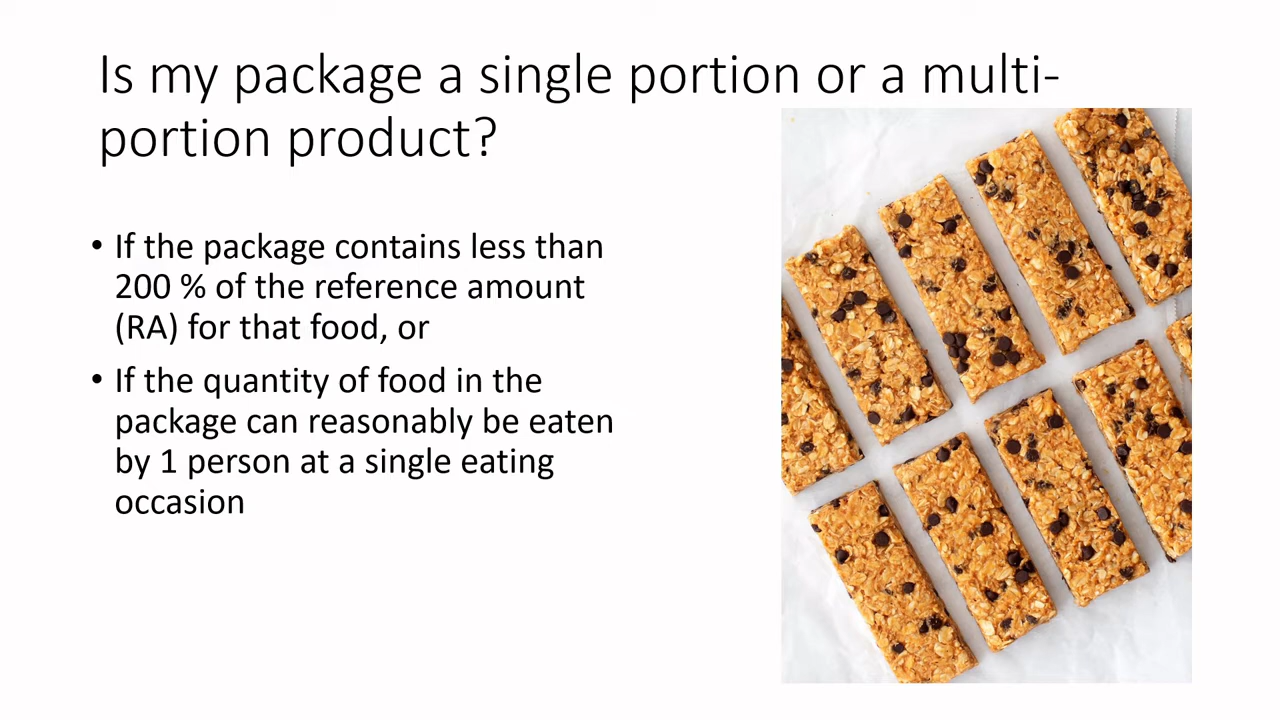 Is my package a single portion or a multi-
portion product?
• If the package contains less than
200 % of the reference amount
(RA) for that food, or
• If the quantity of food in the
package can reasonably be eaten
by 1 person at a single eating
occasion